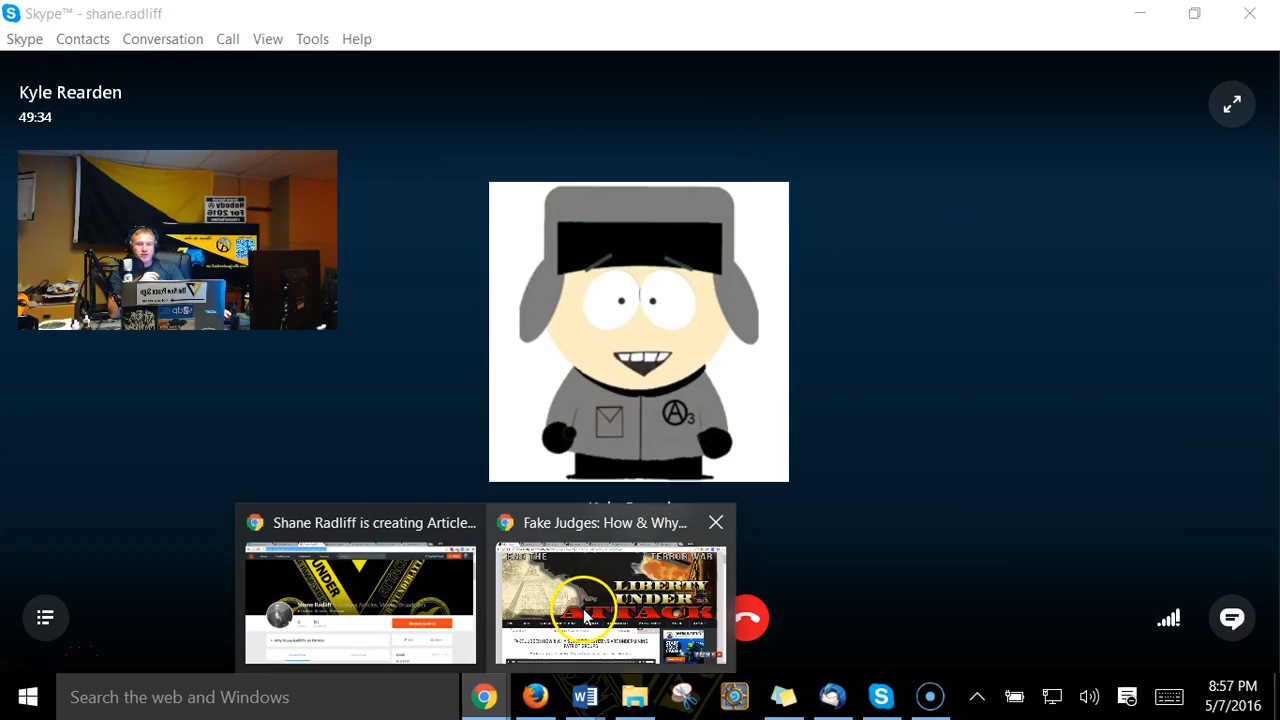 Skype™ - shane.radliff
Skype Contacts Conversation Call View Tools Help
Kyle Rearden
49:34
A3
Shane Radliff is creating Article...
Fake Judges: How & Why...
LIBERTY
UNDER
ATTACK
Search the web and Windows
8:57 PM
5/7/2016